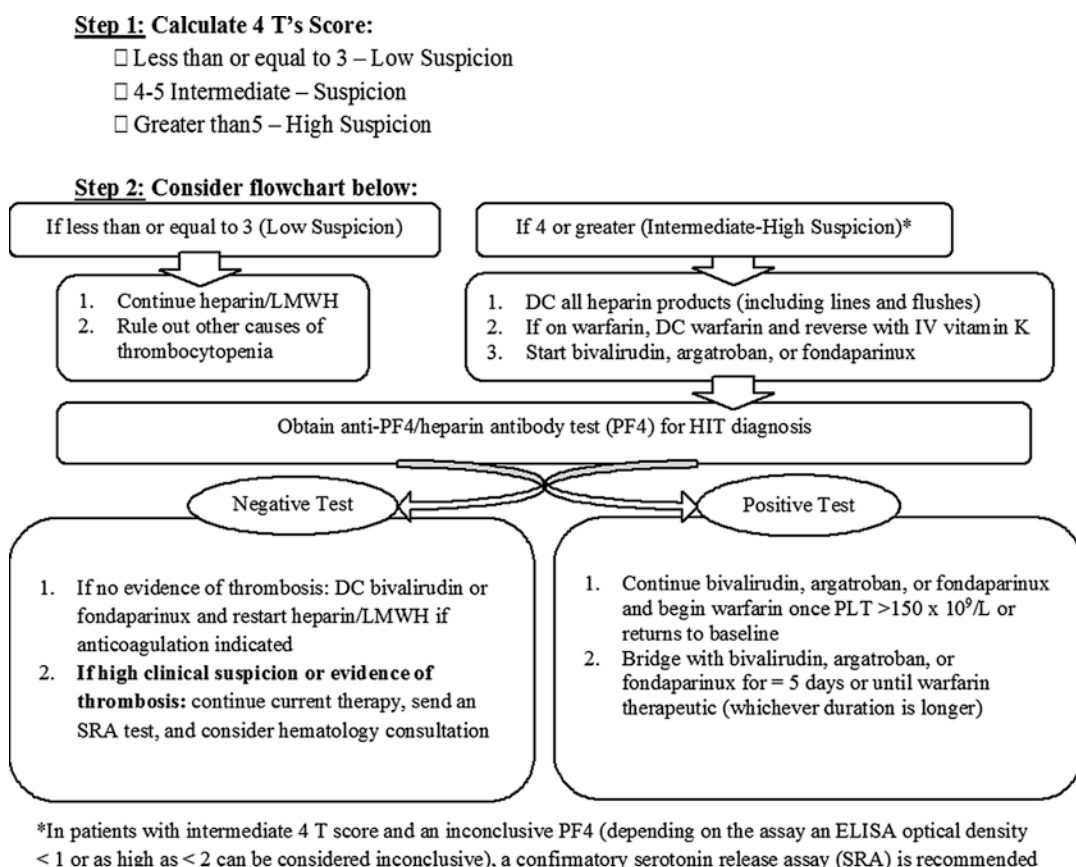 Step 1: Calculate 4 T's Score:
□ Less than or equal to 3 – Low Suspicion
□ 4-5 Intermediate – Suspicion
□ Greater than5 – High Suspicion
Step 2: Consider flowchart below:
If less than or equal to 3 (Low Suspicion)
1. Continue heparin/LMWH
2. Rule out other causes of
thrombocytopenia
If 4 or greater (Intermediate-High Suspicion)*
1. DC all heparin products (including lines and flushes)
2. If on warfarin, DC warfarin and reverse with IV vitamin K
3. Start bivalirudin, argatroban, or fondaparinux
Obtain anti-PF4/heparin antibody test (PF4) for HIT diagnosis
Negative Test
1. If no evidence of thrombosis: DC bivalirudin or
fondaparinux and restart heparin/LMWH if
anticoagulation indicated
2. If high clinical suspicion or evidence of
thrombosis: continue current therapy, send an
SRA test, and consider hematology consultation
Positive Test
1. Continue bivalirudin, argatroban, or fondaparinux
and begin warfarin once PLT >150 x 10⁹/L or
returns to baseline
2. Bridge with bivalirudin, argatroban, or
fondaparinux for = 5 days or until warfarin
therapeutic (whichever duration is longer)
*In patients with intermediate 4 T score and an inconclusive PF4 (depending on the assay an ELISA optical density
< 1 or as high as < 2 can be considered inconclusive), a confirmatory serotonin release assay (SRA) is recommended